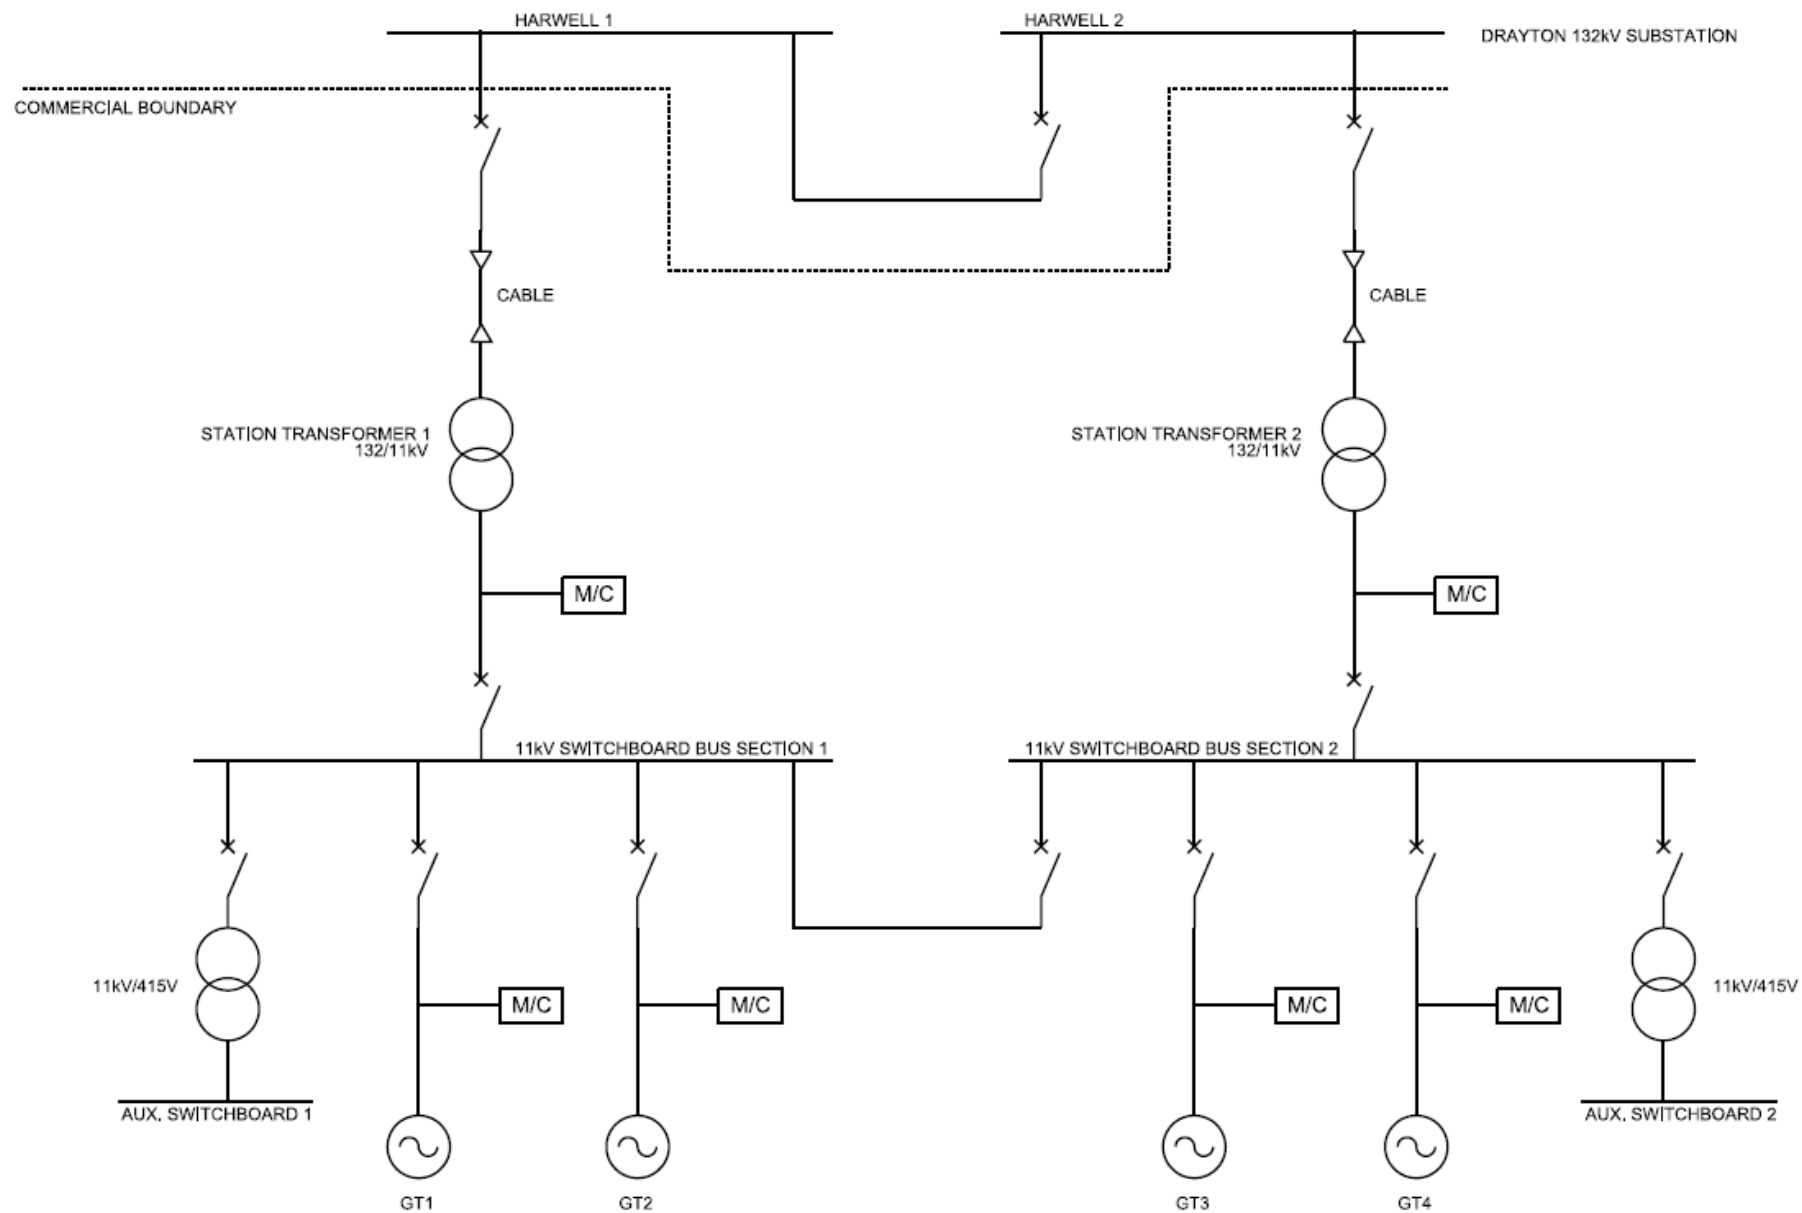 HARWELL 1
HARWELL 2
DRAYTON 132kV SUBSTATION
COMMERCIAL BOUNDARY
CABLE
CABLE
STATION TRANSFORMER 1
132/11kV
STATION TRANSFORMER 2
132/11kV
M/C
M/C
11kV SWITCHBOARD BUS SECTION 1
11kV SWITCHBOARD BUS SECTION 2
11kV/415V
M/C
M/C
M/C
M/C
11kV/415V
AUX. SWITCHBOARD 1
AUX. SWITCHBOARD 2
GT1
GT2
GT3
GT4